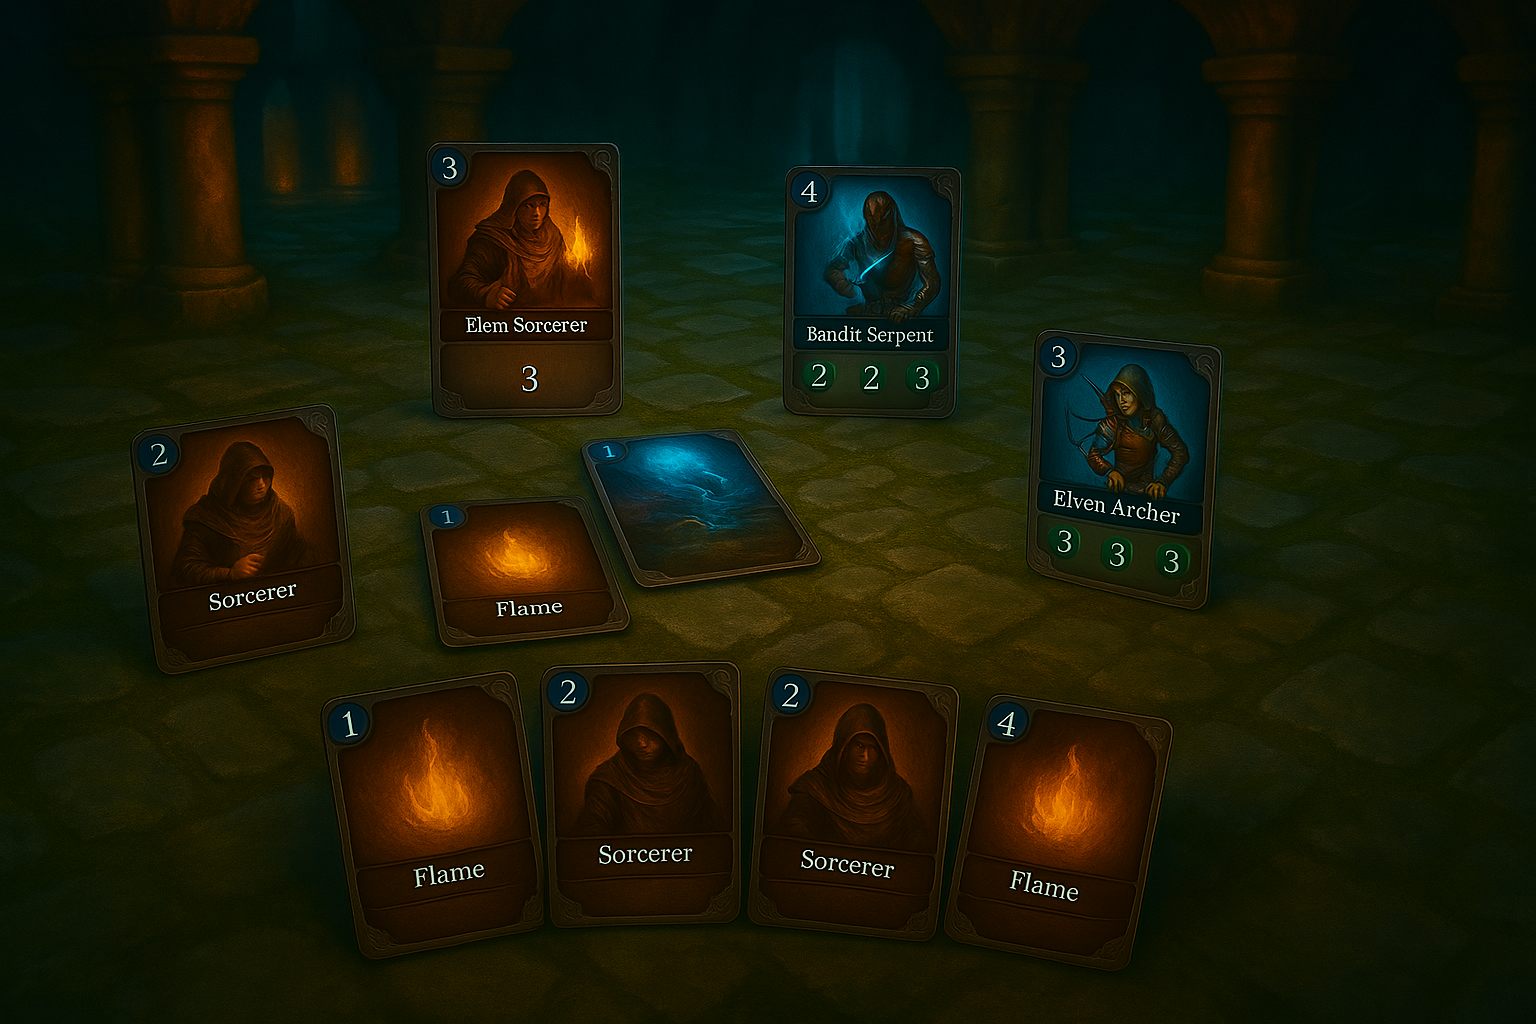 3
Elem Sorcerer
3
4
Bandit Serpent
2 2 3
3
Elven Archer
3 3 3
2
Sorcerer
1
Flame
1
1
Flame
2
Sorcerer
2
Sorcerer
4
Flame